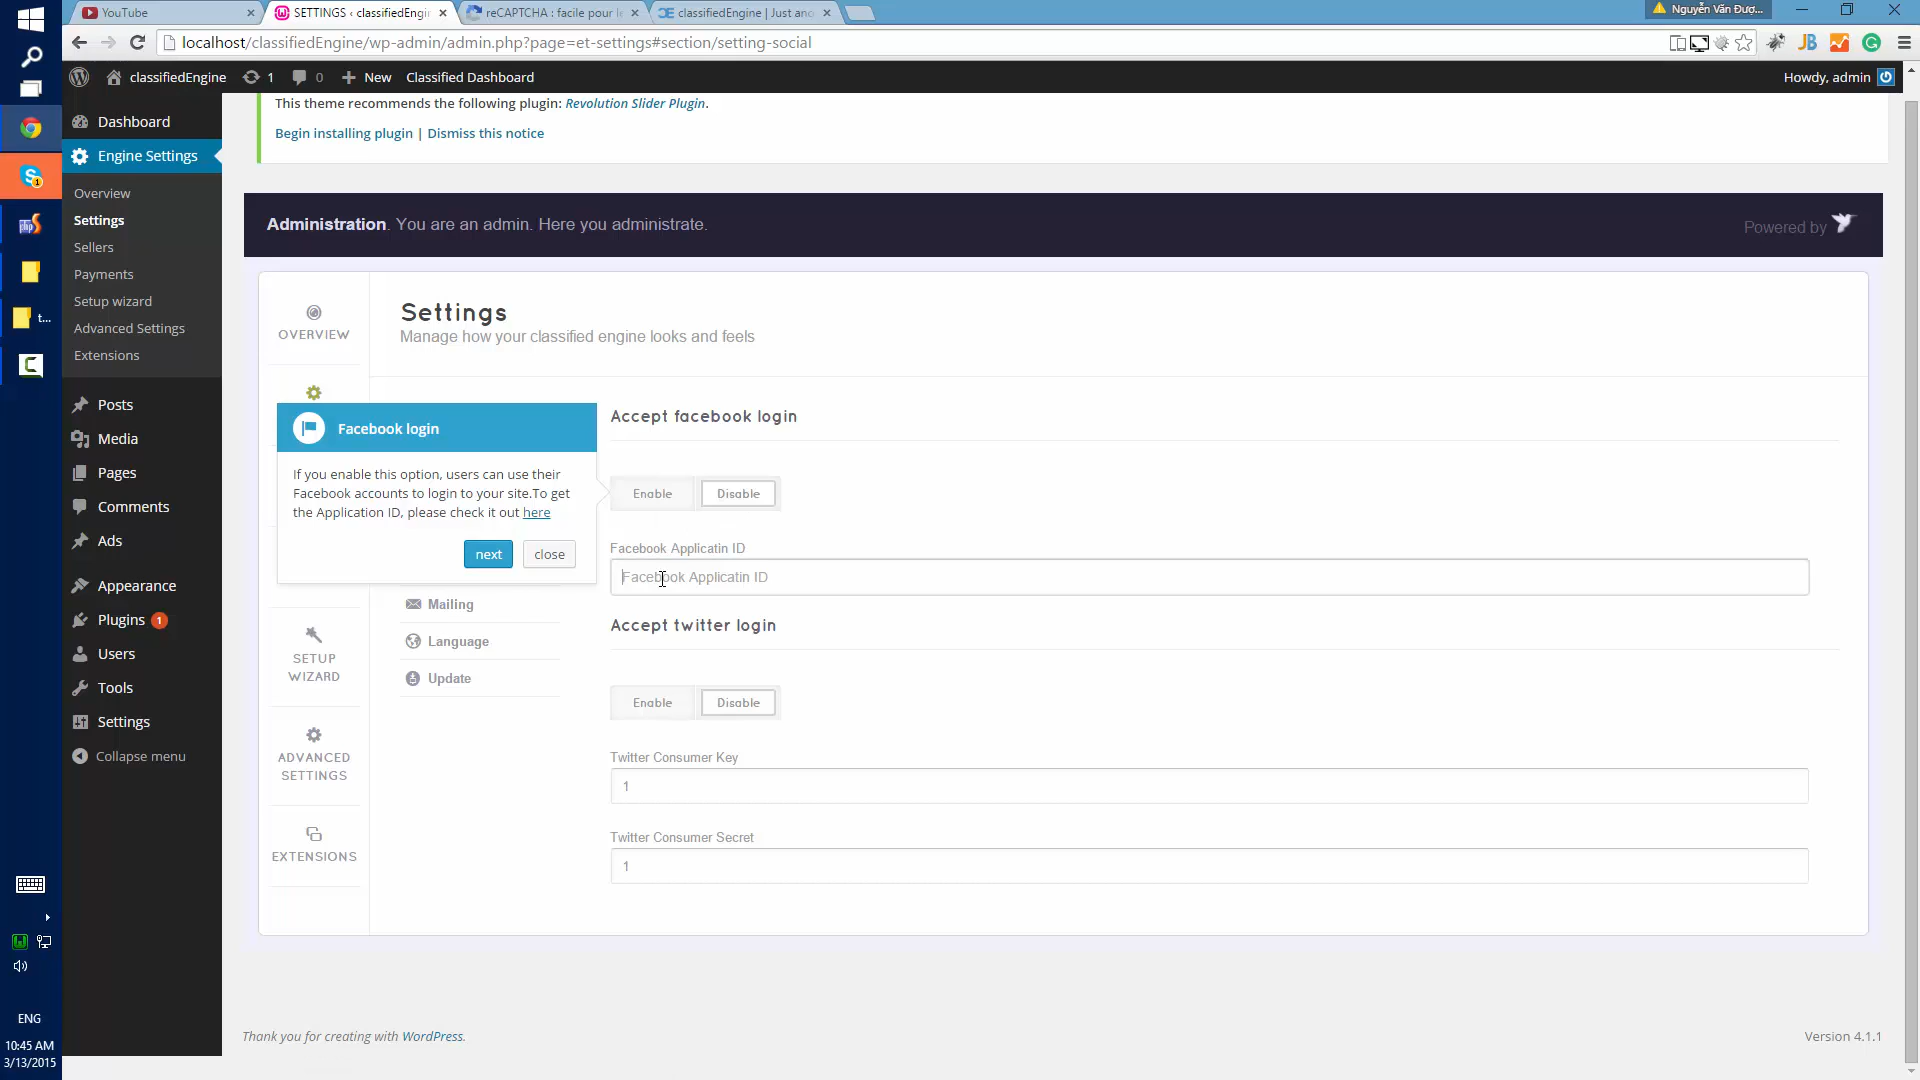 YouTube
SETTINGS ‹ classifiedEngin
reCAPTCHA : facile pour l
classifiedEngine | Just ano
Nguyễn Văn Đượ...
localhost/classifiedEngine/wp-admin/admin.php?page=et-settings#section/setting-social
classifiedEngine
1
0
New
Classified Dashboard
Howdy, admin
This theme recommends the following plugin: Revolution Slider Plugin.
Begin installing plugin | Dismiss this notice
Dashboard
Engine Settings
Overview
Settings
Sellers
Payments
Setup wizard
Advanced Settings
Extensions
Posts
Media
Pages
Comments
Ads
Appearance
Plugins 1
Users
Tools
Settings
Collapse menu
t...
ENG
10:45 AM
3/13/2015
Administration. You are an admin. Here you administrate.
Powered by
OVERVIEW
SETUP
WIZARD
ADVANCED
SETTINGS
EXTENSIONS
Settings
Manage how your classified engine looks and feels
Facebook login
If you enable this option, users can use their
Facebook accounts to login to your site.To get
the Application ID, please check it out here
next
close
Mailing
Language
Update
Accept facebook login
Enable
Disable
Facebook Applicatin ID
Facebook Applicatin ID
Accept twitter login
Enable
Disable
Twitter Consumer Key
1
Twitter Consumer Secret
1
Thank you for creating with WordPress.
Version 4.1.1